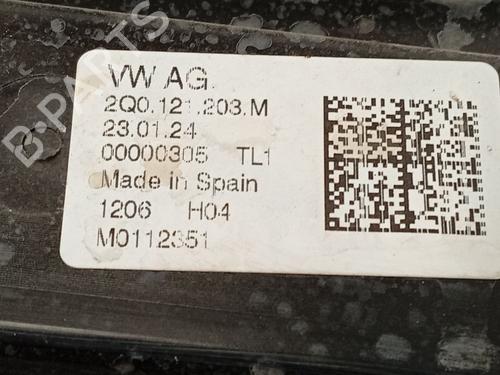 VW AG.
2Q0.121.203.M
23.01.24
00000305 TL1
Made in Spain
1206 H04
M0112351
B-PARTS